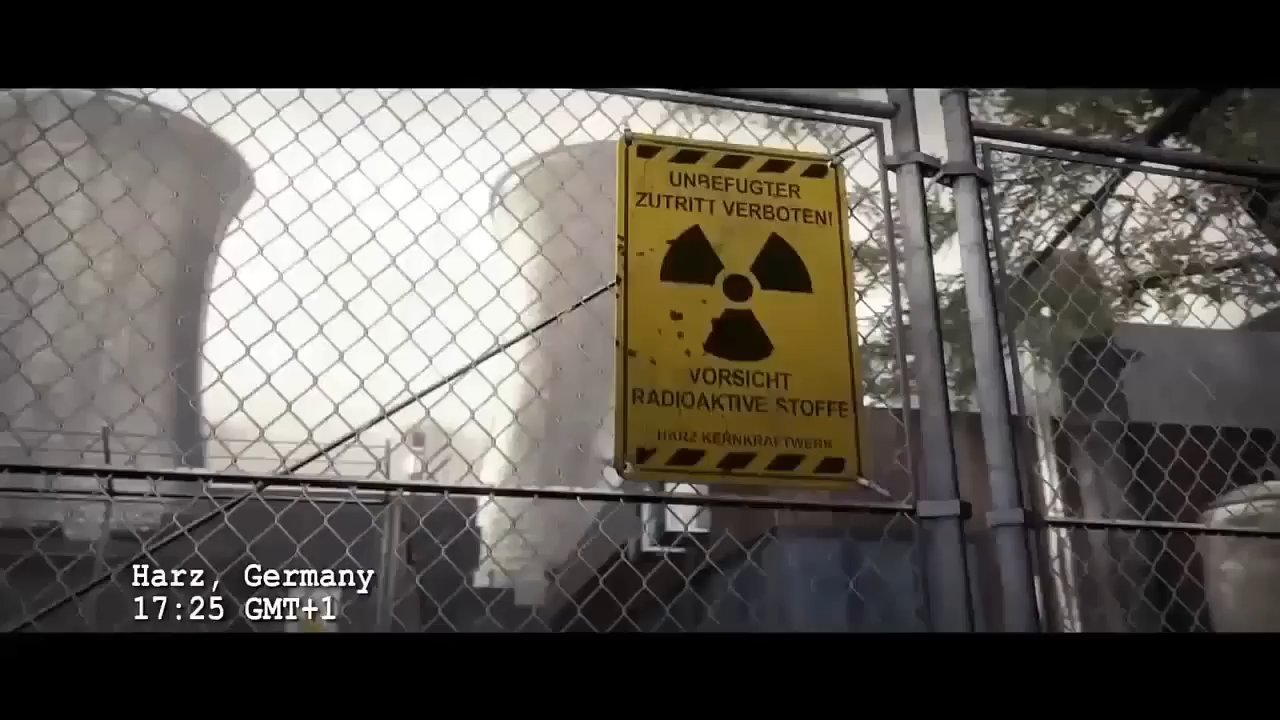 UNBEFUGTER
ZUTRITT VERBOTEN!
VORSICHT
RADIOAKTIVE STOFFE
HARZ KERNKRAFTWERK
Harz, Germany
17:25 GMT+1